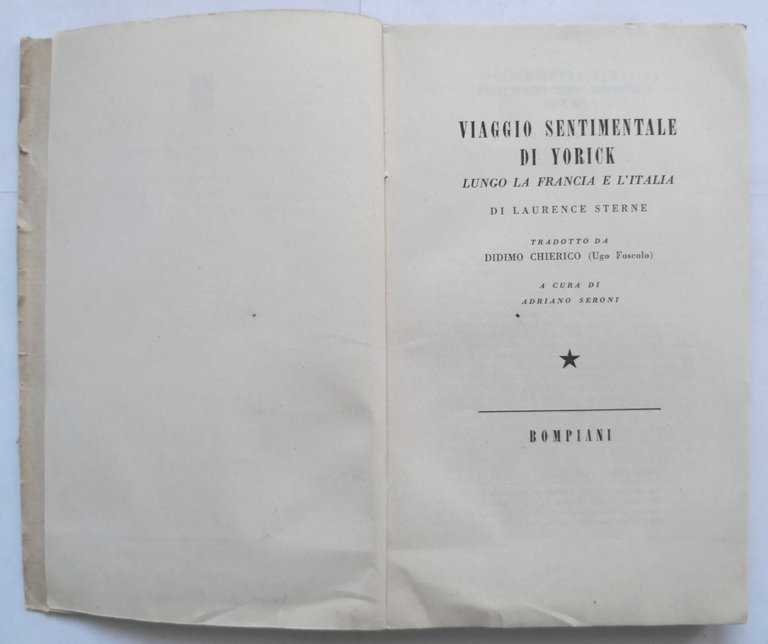 VIAGGIO SENTIMENTALE
DI YORICK
LUNGO LA FRANCIA E L'ITALIA
DI LAURENCE STERNE
TRADOTTO DA
DIDIMO CHIERICO (Ugo Foscolo)
A CURA DI
ADRIANO SERONI
BOMPIANI